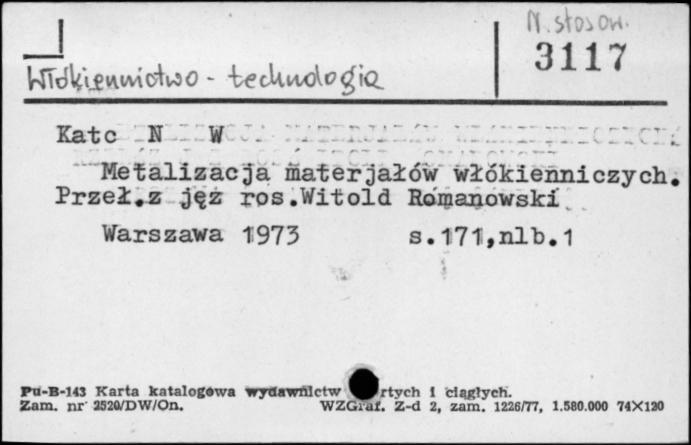 N. stosow.
3117
Włókiennictwo - technologia
Katc N W
Metalizacja materjałów włókienniczych.
Przeł.z jęz ros.Witold Romanowski
Warszawa 1973 s.171,nlb.1
Pu-B-143 Karta katalogowa wydawnictw rtych i ciągłych.
Zam. nr 2520/DW/On. WZGraf. Z-d 2, zam. 1226/77, 1.580.000 74X120